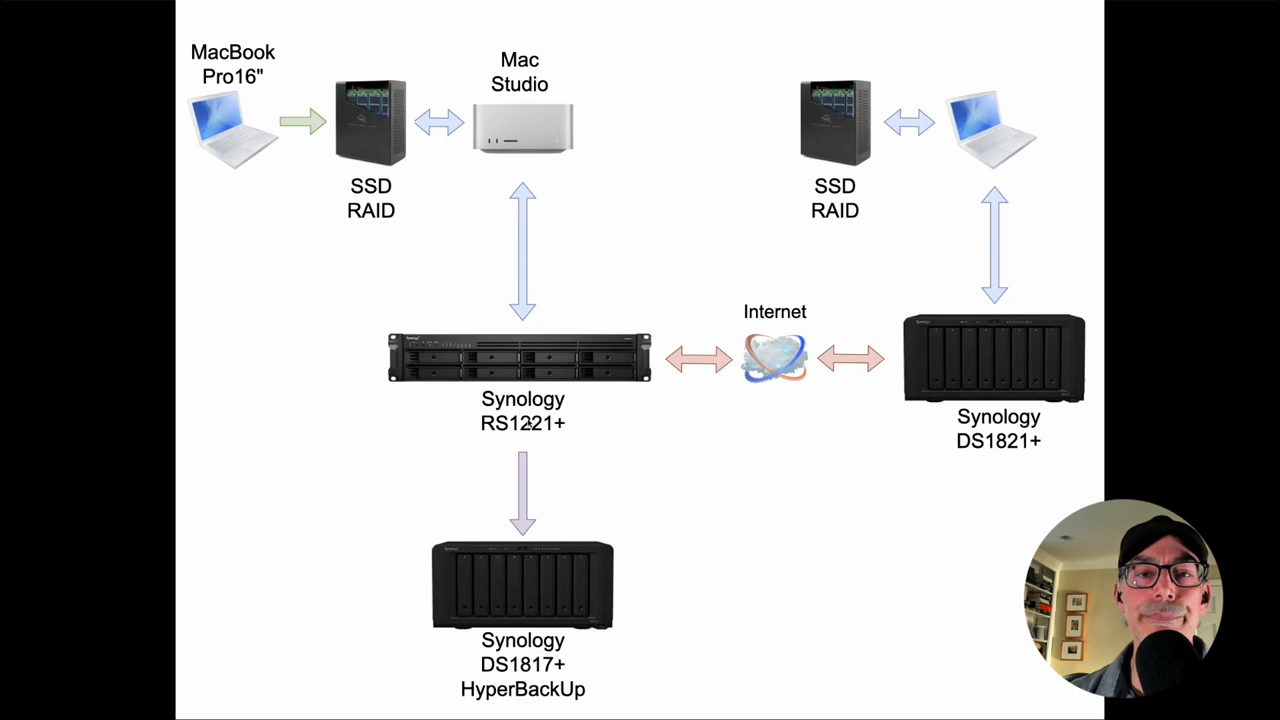 MacBook
Pro16"
Mac
Studio
SSD
RAID
SSD
RAID
Internet
Synology
RS1221+
Synology
DS1821+
Synology
DS1817+
HyperBackUp